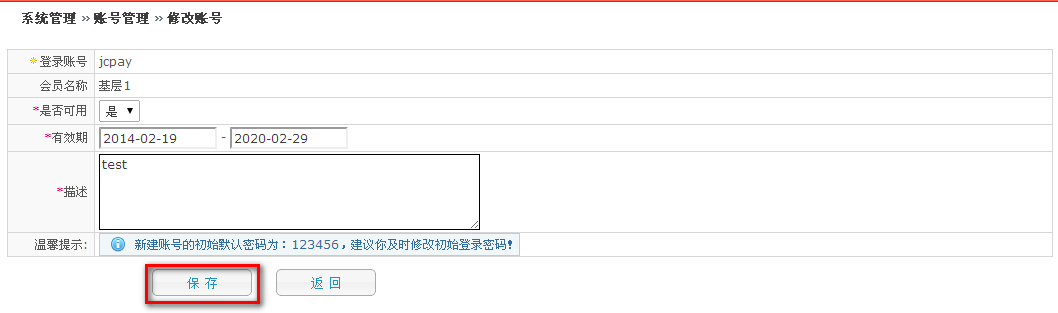 系统管理 » 账号管理 » 修改账号
*登录账号 jcpay
会员名称 基层1
*是否可用 是
*有效期 2014-02-19 - 2020-02-29
*描述 test
温馨提示: 新建账号的初始默认密码为：123456，建议你及时修改初始登录密码!
保 存 返 回